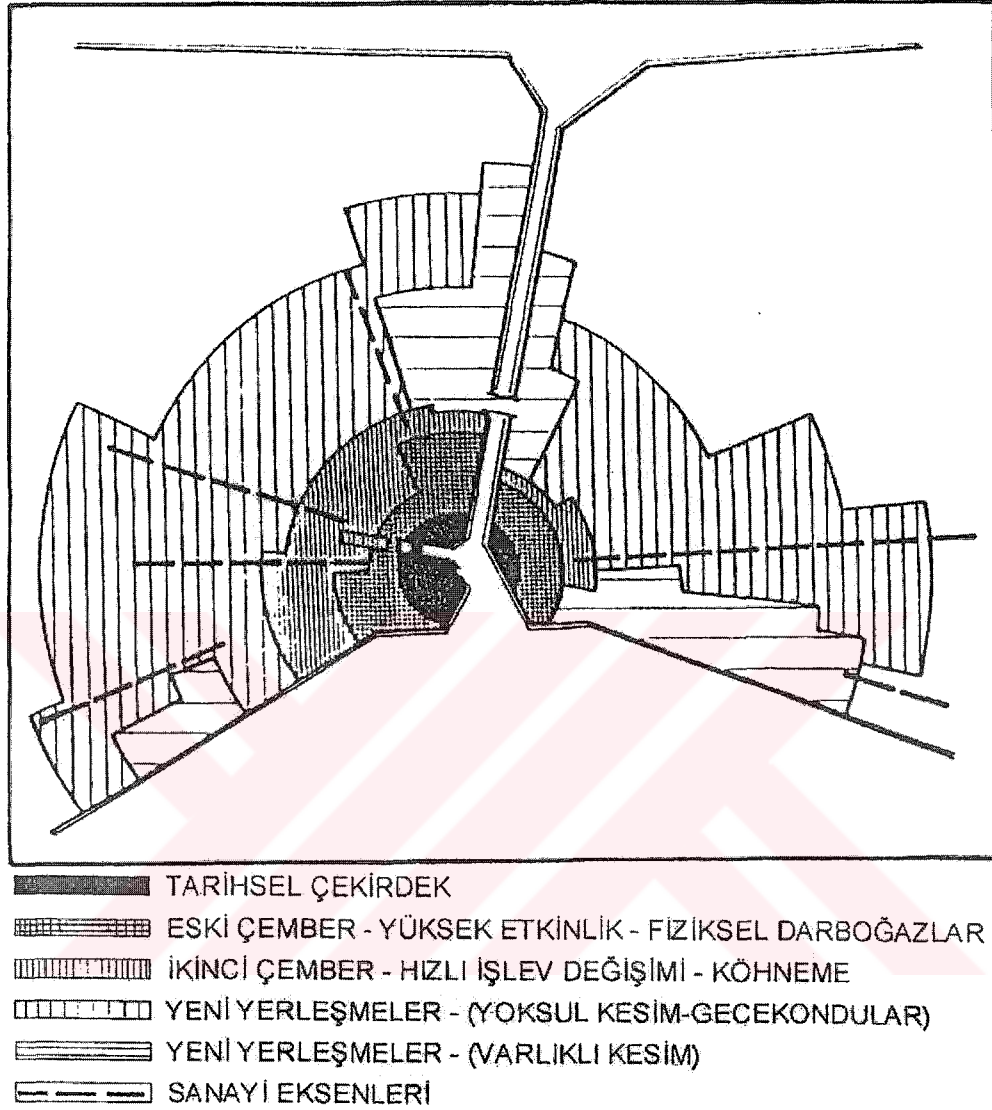 TARİHSEL ÇEKİRDEK
ESKİ ÇEMBER - YÜKSEK ETKİNLİK - FİZİKSEL DARBOĞAZLAR
İKİNCİ ÇEMBER - HIZLI İŞLEV DEĞİŞİMİ - KÖHNEME
YENİ YERLEŞMELER - (YOKSUL KESİM-GECEKONDULAR)
YENİ YERLEŞMELER - (VARLIKLI KESİM)
SANAYİ EKSENLERİ